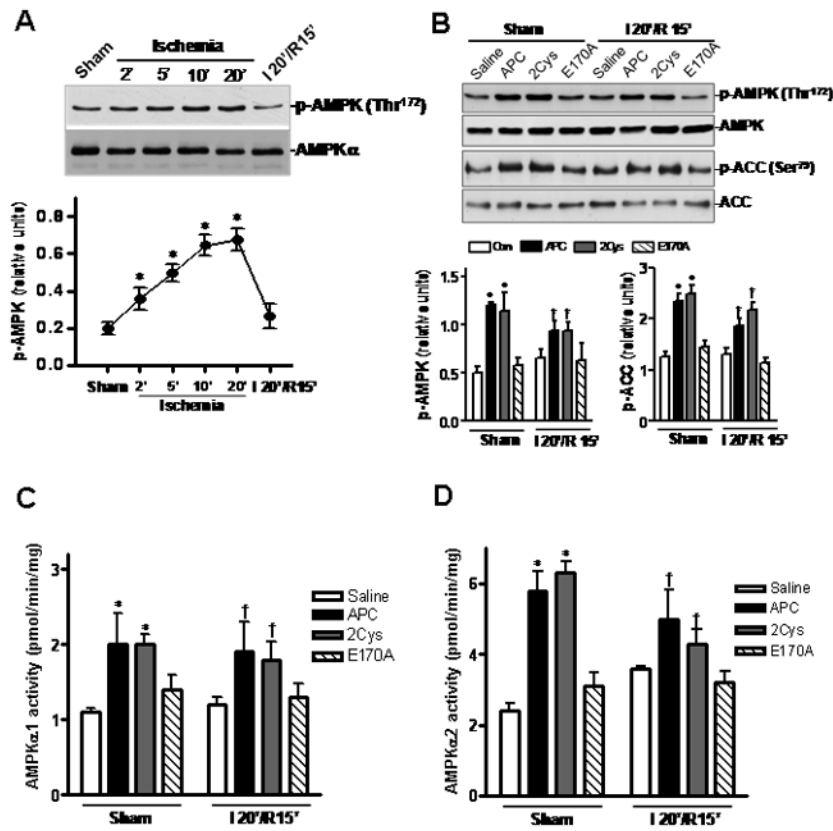 A
Sham
Ischemia
2' 5' 10' 20'
I 20'/R15'
p-AMPK (Thr¹⁷²)
AMPKα
p-AMPK (relative units)
0.8
0.6
0.4
0.2
0.0
* * * *
Sham 2' 5' 10' 20' I 20'/R15'
Ischemia
B
Sham I 20'/R 15'
Saline APC 2Cys E170A Saline APC 2Cys E170A
p-AMPK (Thr¹⁷²)
AMPK
p-ACC (Ser⁷⁹)
ACC
Con APC 2Cys E170A
p-AMPK (relative units)
1.5
1.0
0.5
0.0
* * † †
Sham I 20'/R 15'
p-ACC (relative units)
3
2
1
0
* * † †
Sham I 20'/R 15'
C
AMPKα1 activity (pmol/min/mg)
3
2
1
0
* * † †
Saline
APC
2Cys
E170A
Sham I 20'/R15'
D
AMPKα2 activity (pmol/min/mg)
6
4
2
0
* * † †
Saline
APC
2Cys
E170A
Sham I 20'/R15'